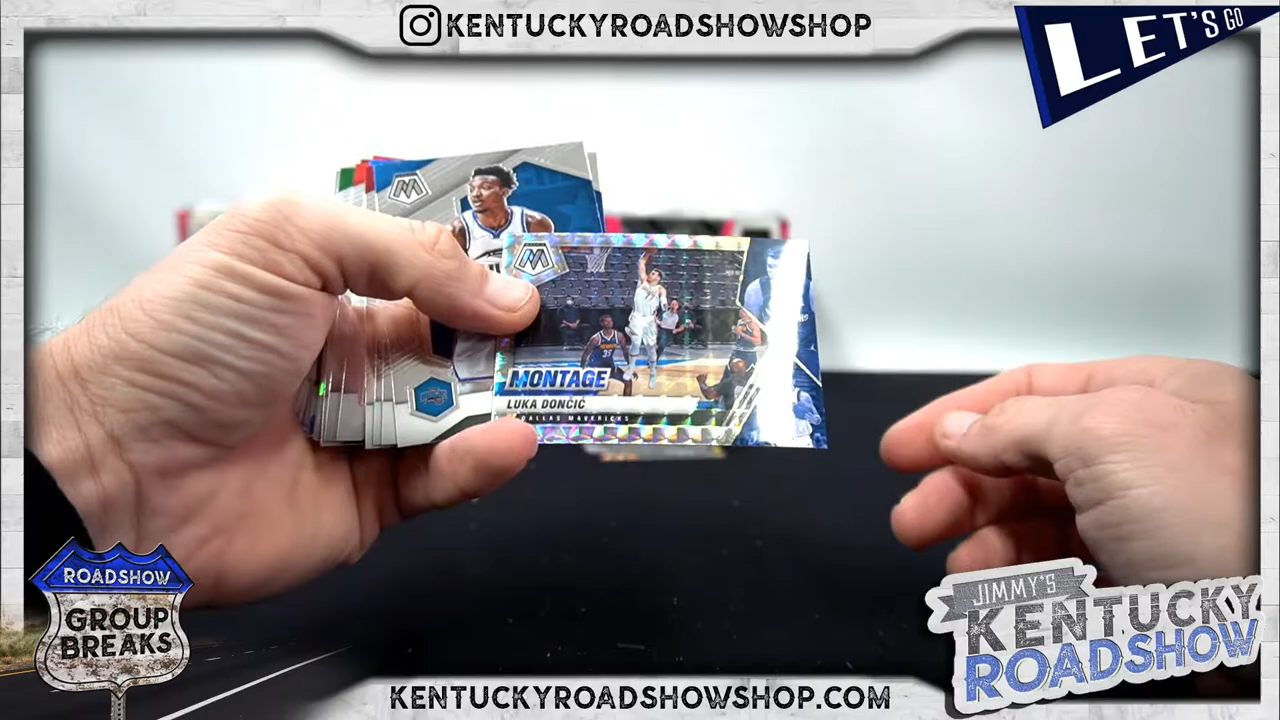 KENTUCKYROADSHOWSHOP
LET'S GO
MONTAGE
LUKA DONČIĆ
DALLAS MAVERICKS
ROADSHOW
GROUP
BREAKS
JIMMY'S
KENTUCKY
ROADSHOW
KENTUCKYROADSHOWSHOP.COM